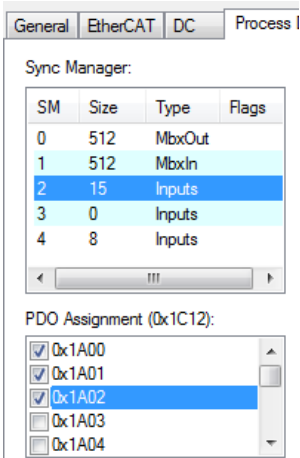 General EtherCAT DC Process
Sync Manager:
SM Size Type Flags
0 512 MbxOut
1 512 MbxIn
2 15 Inputs
3 0 Inputs
4 8 Inputs
PDO Assignment (0x1C12):
0x1A00
0x1A01
0x1A02
0x1A03
0x1A04